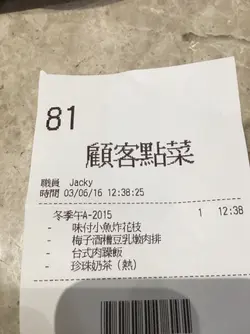 81
顧客點菜
職員 Jacky
時間 03/06/16 12:38:25
冬季午A-2015 1 12:38
- 味付小魚炸花枝
- 梅子酒糟豆乳嫩肉排
- 台式肉躁飯
- 珍珠奶茶(熱)